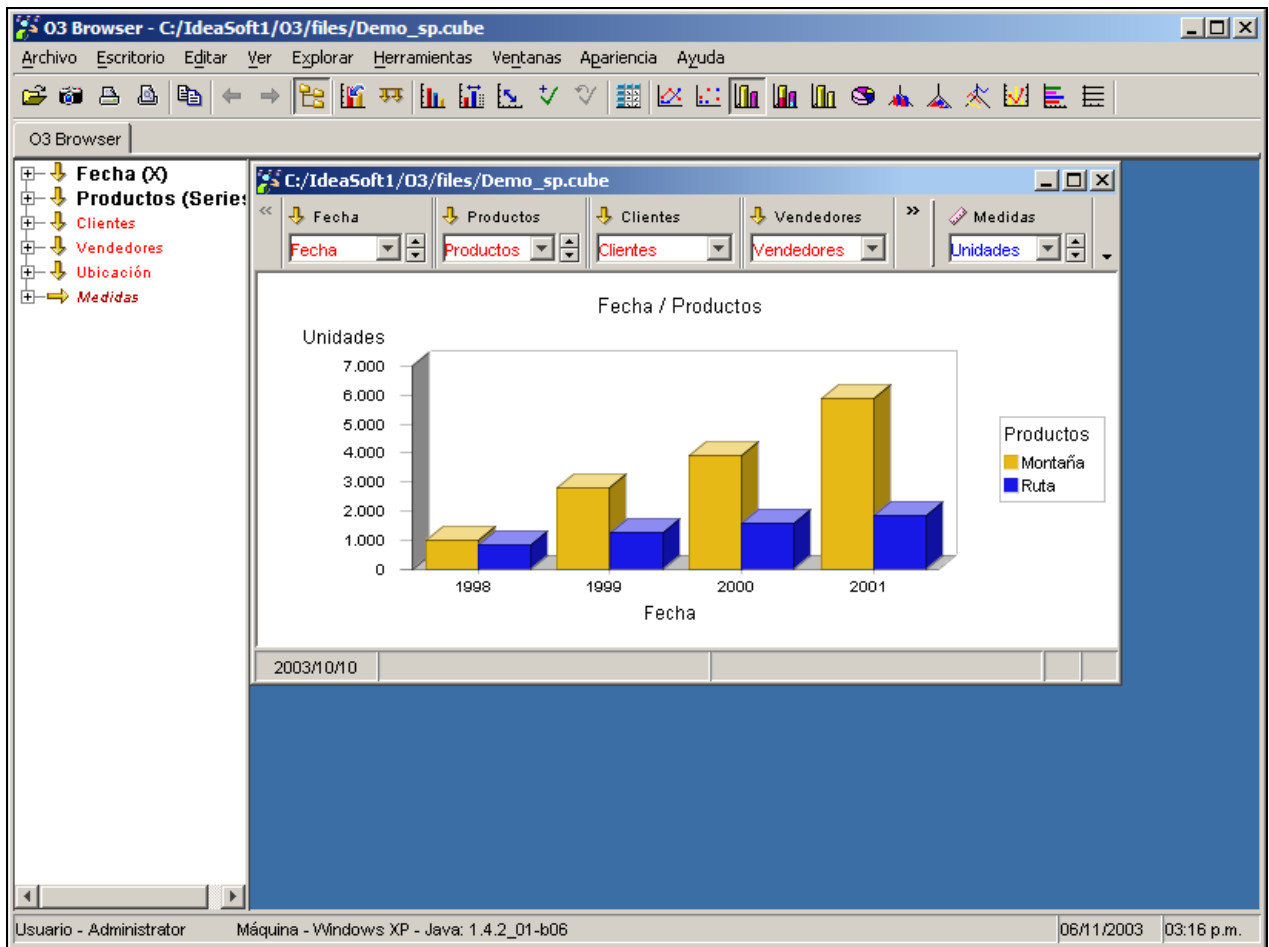 O3 Browser - C:/IdeaSoft1/O3/files/Demo_sp.cube
Archivo Escritorio Editar Ver Explorar Herramientas Ventanas Apariencia Ayuda
O3 Browser
Fecha (X)
Productos (Series
Clientes
Vendedores
Ubicación
Medidas
C:/IdeaSoft1/O3/files/Demo_sp.cube
Fecha Productos Clientes Vendedores Medidas
Fecha Productos Clientes Vendedores Unidades
Fecha / Productos
Unidades
7.000
6.000
5.000
4.000
3.000
2.000
1.000
0
1998 1999 2000 2001
Fecha
Productos
Montaña
Ruta
2003/10/10
Usuario - Administrator Máquina - Windows XP - Java: 1.4.2_01-b06 06/11/2003 03:16 p.m.